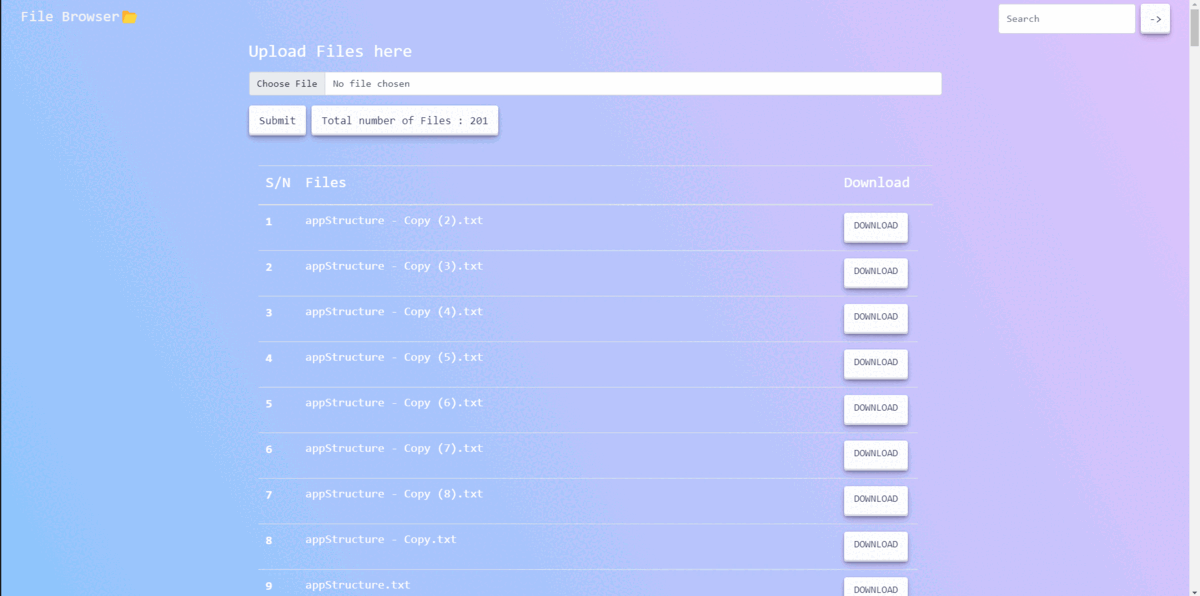 File Browser📂
Search
->
Upload Files here
Choose File No file chosen
Submit
Total number of Files : 201
S/N Files Download
1 appStructure - Copy (2).txt DOWNLOAD
2 appStructure - Copy (3).txt DOWNLOAD
3 appStructure - Copy (4).txt DOWNLOAD
4 appStructure - Copy (5).txt DOWNLOAD
5 appStructure - Copy (6).txt DOWNLOAD
6 appStructure - Copy (7).txt DOWNLOAD
7 appStructure - Copy (8).txt DOWNLOAD
8 appStructure - Copy.txt DOWNLOAD
9 appStructure.txt DOWNLOAD